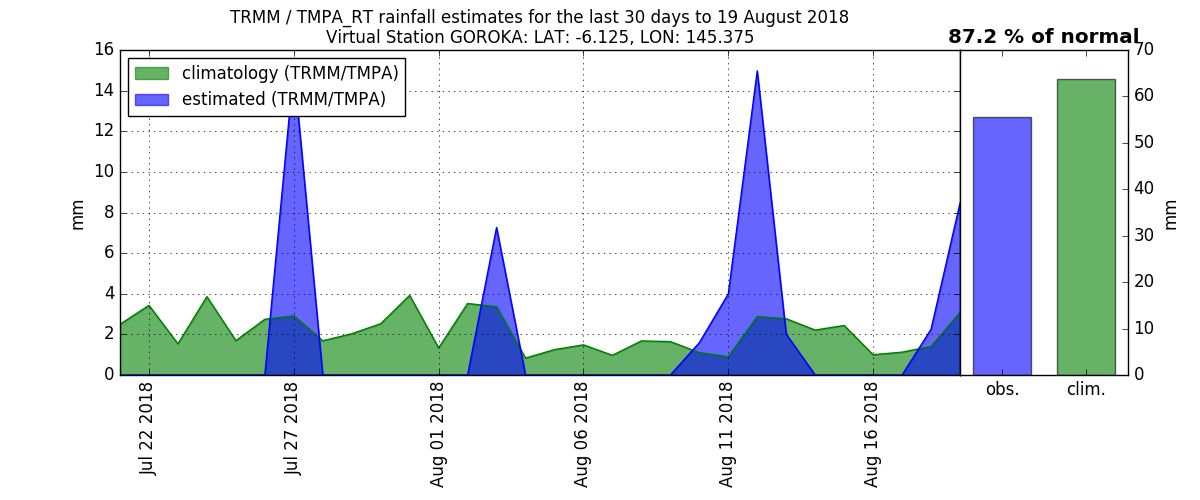 TRMM / TMPA_RT rainfall estimates for the last 30 days to 19 August 2018
Virtual Station GOROKA: LAT: -6.125, LON: 145.375
87.2 % of normal
climatology (TRMM/TMPA)
estimated (TRMM/TMPA)
16
14
12
10
8
6
4
2
0
mm
Jul 22 2018
Jul 27 2018
Aug 01 2018
Aug 06 2018
Aug 11 2018
Aug 16 2018
70
60
50
40
30
20
10
0
mm
obs.
clim.